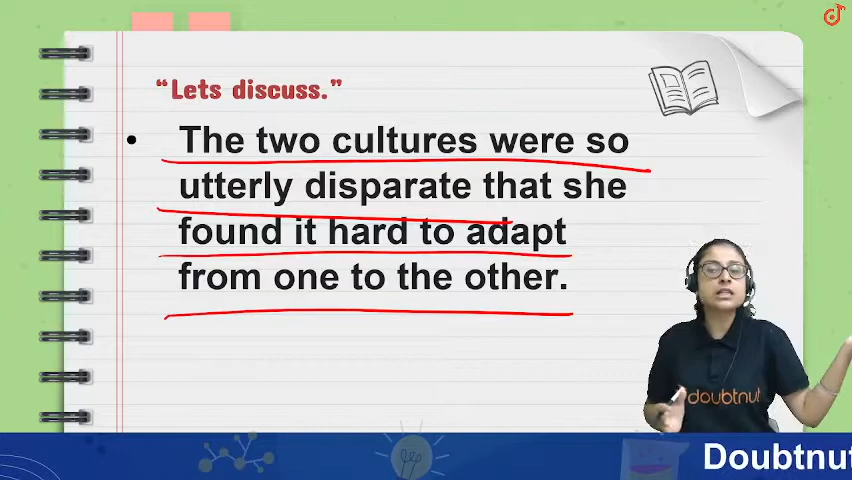 “Lets discuss.”
• The two cultures were so
utterly disparate that she
found it hard to adapt
from one to the other.
doubtnut
Doubtnut